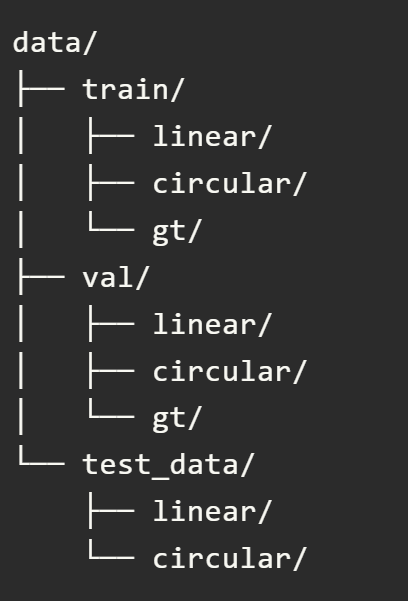 data/
├── train/
│   ├── linear/
│   ├── circular/
│   └── gt/
├── val/
│   ├── linear/
│   ├── circular/
│   └── gt/
└── test_data/
    ├── linear/
    └── circular/